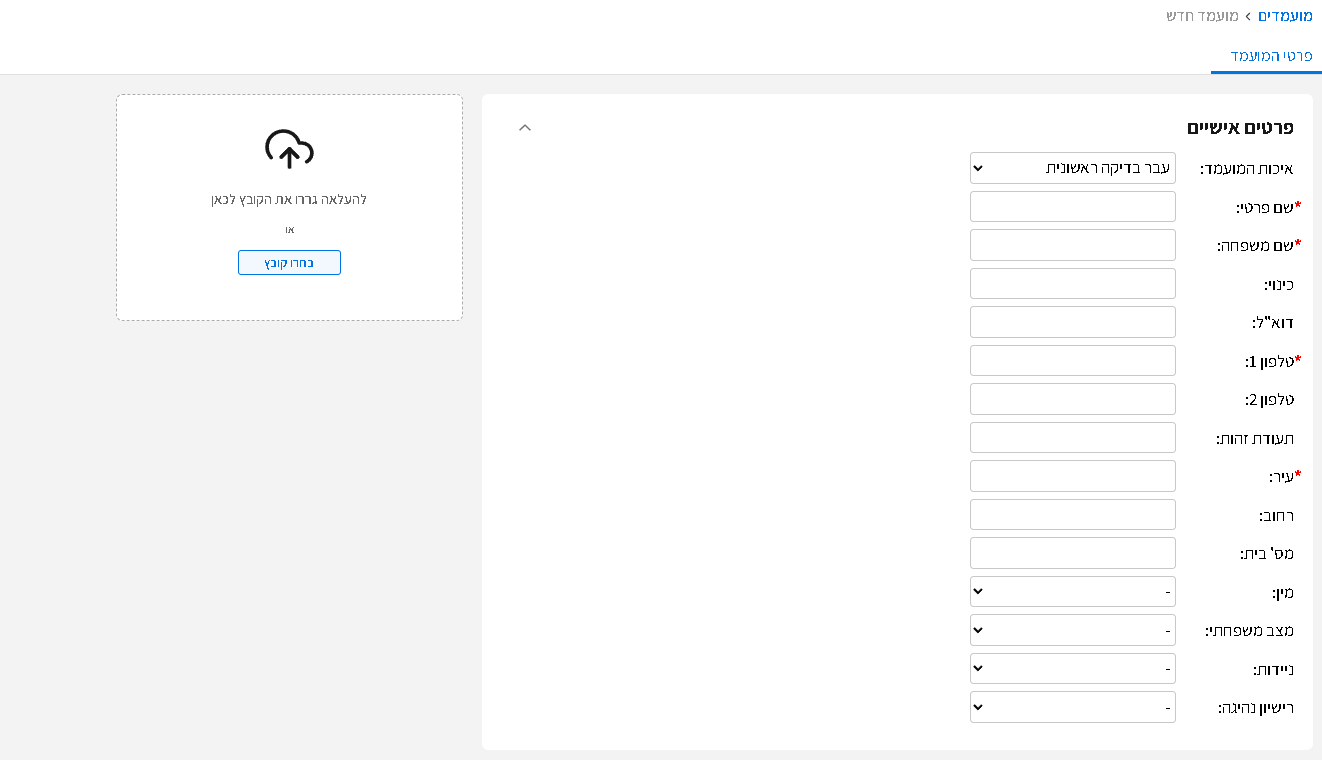 מועמדים › מועמד חדש
פרטי המועמד
פרטים אישיים
איכות המועמד: עבר בדיקה ראשונית
*שם פרטי:
*שם משפחה:
כינוי:
דוא"ל:
*טלפון 1:
טלפון 2:
תעודת זהות:
*עיר:
רחוב:
מס' בית:
מין: -
מצב משפחתי: -
ניידות: -
רישיון נהיגה: -
להעלאה גררו את הקובץ לכאן
או
בחרו קובץ